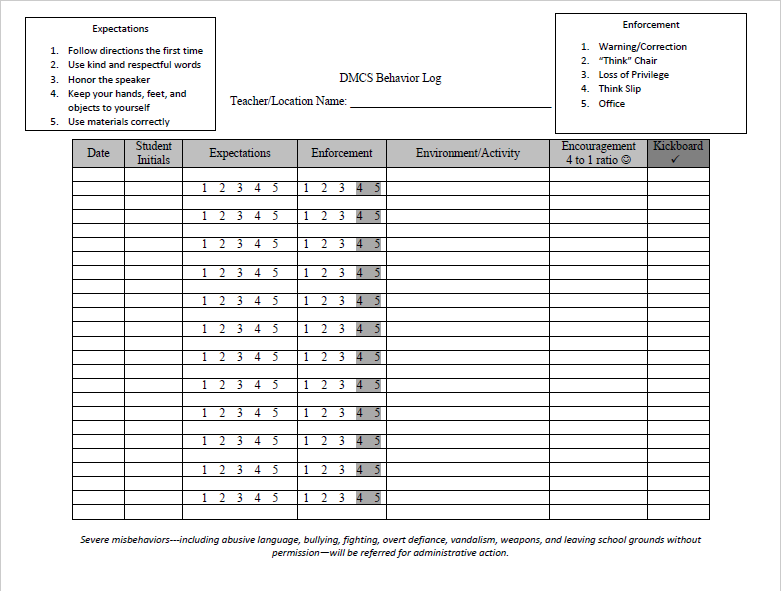 Expectations
1. Follow directions the first time
2. Use kind and respectful words
3. Honor the speaker
4. Keep your hands, feet, and
objects to yourself
5. Use materials correctly
Enforcement
1. Warning/Correction
2. “Think” Chair
3. Loss of Privilege
4. Think Slip
5. Office
DMCS Behavior Log
Teacher/Location Name: ________________________________
Date Student Initials Expectations Enforcement Environment/Activity Encouragement 4 to 1 ratio ☺ Kickboard ✓
1 2 3 4 5 1 2 3 4 5
1 2 3 4 5 1 2 3 4 5
1 2 3 4 5 1 2 3 4 5
1 2 3 4 5 1 2 3 4 5
1 2 3 4 5 1 2 3 4 5
1 2 3 4 5 1 2 3 4 5
1 2 3 4 5 1 2 3 4 5
1 2 3 4 5 1 2 3 4 5
1 2 3 4 5 1 2 3 4 5
1 2 3 4 5 1 2 3 4 5
1 2 3 4 5 1 2 3 4 5
1 2 3 4 5 1 2 3 4 5
Severe misbehaviors---including abusive language, bullying, fighting, overt defiance, vandalism, weapons, and leaving school grounds without
permission—will be referred for administrative action.